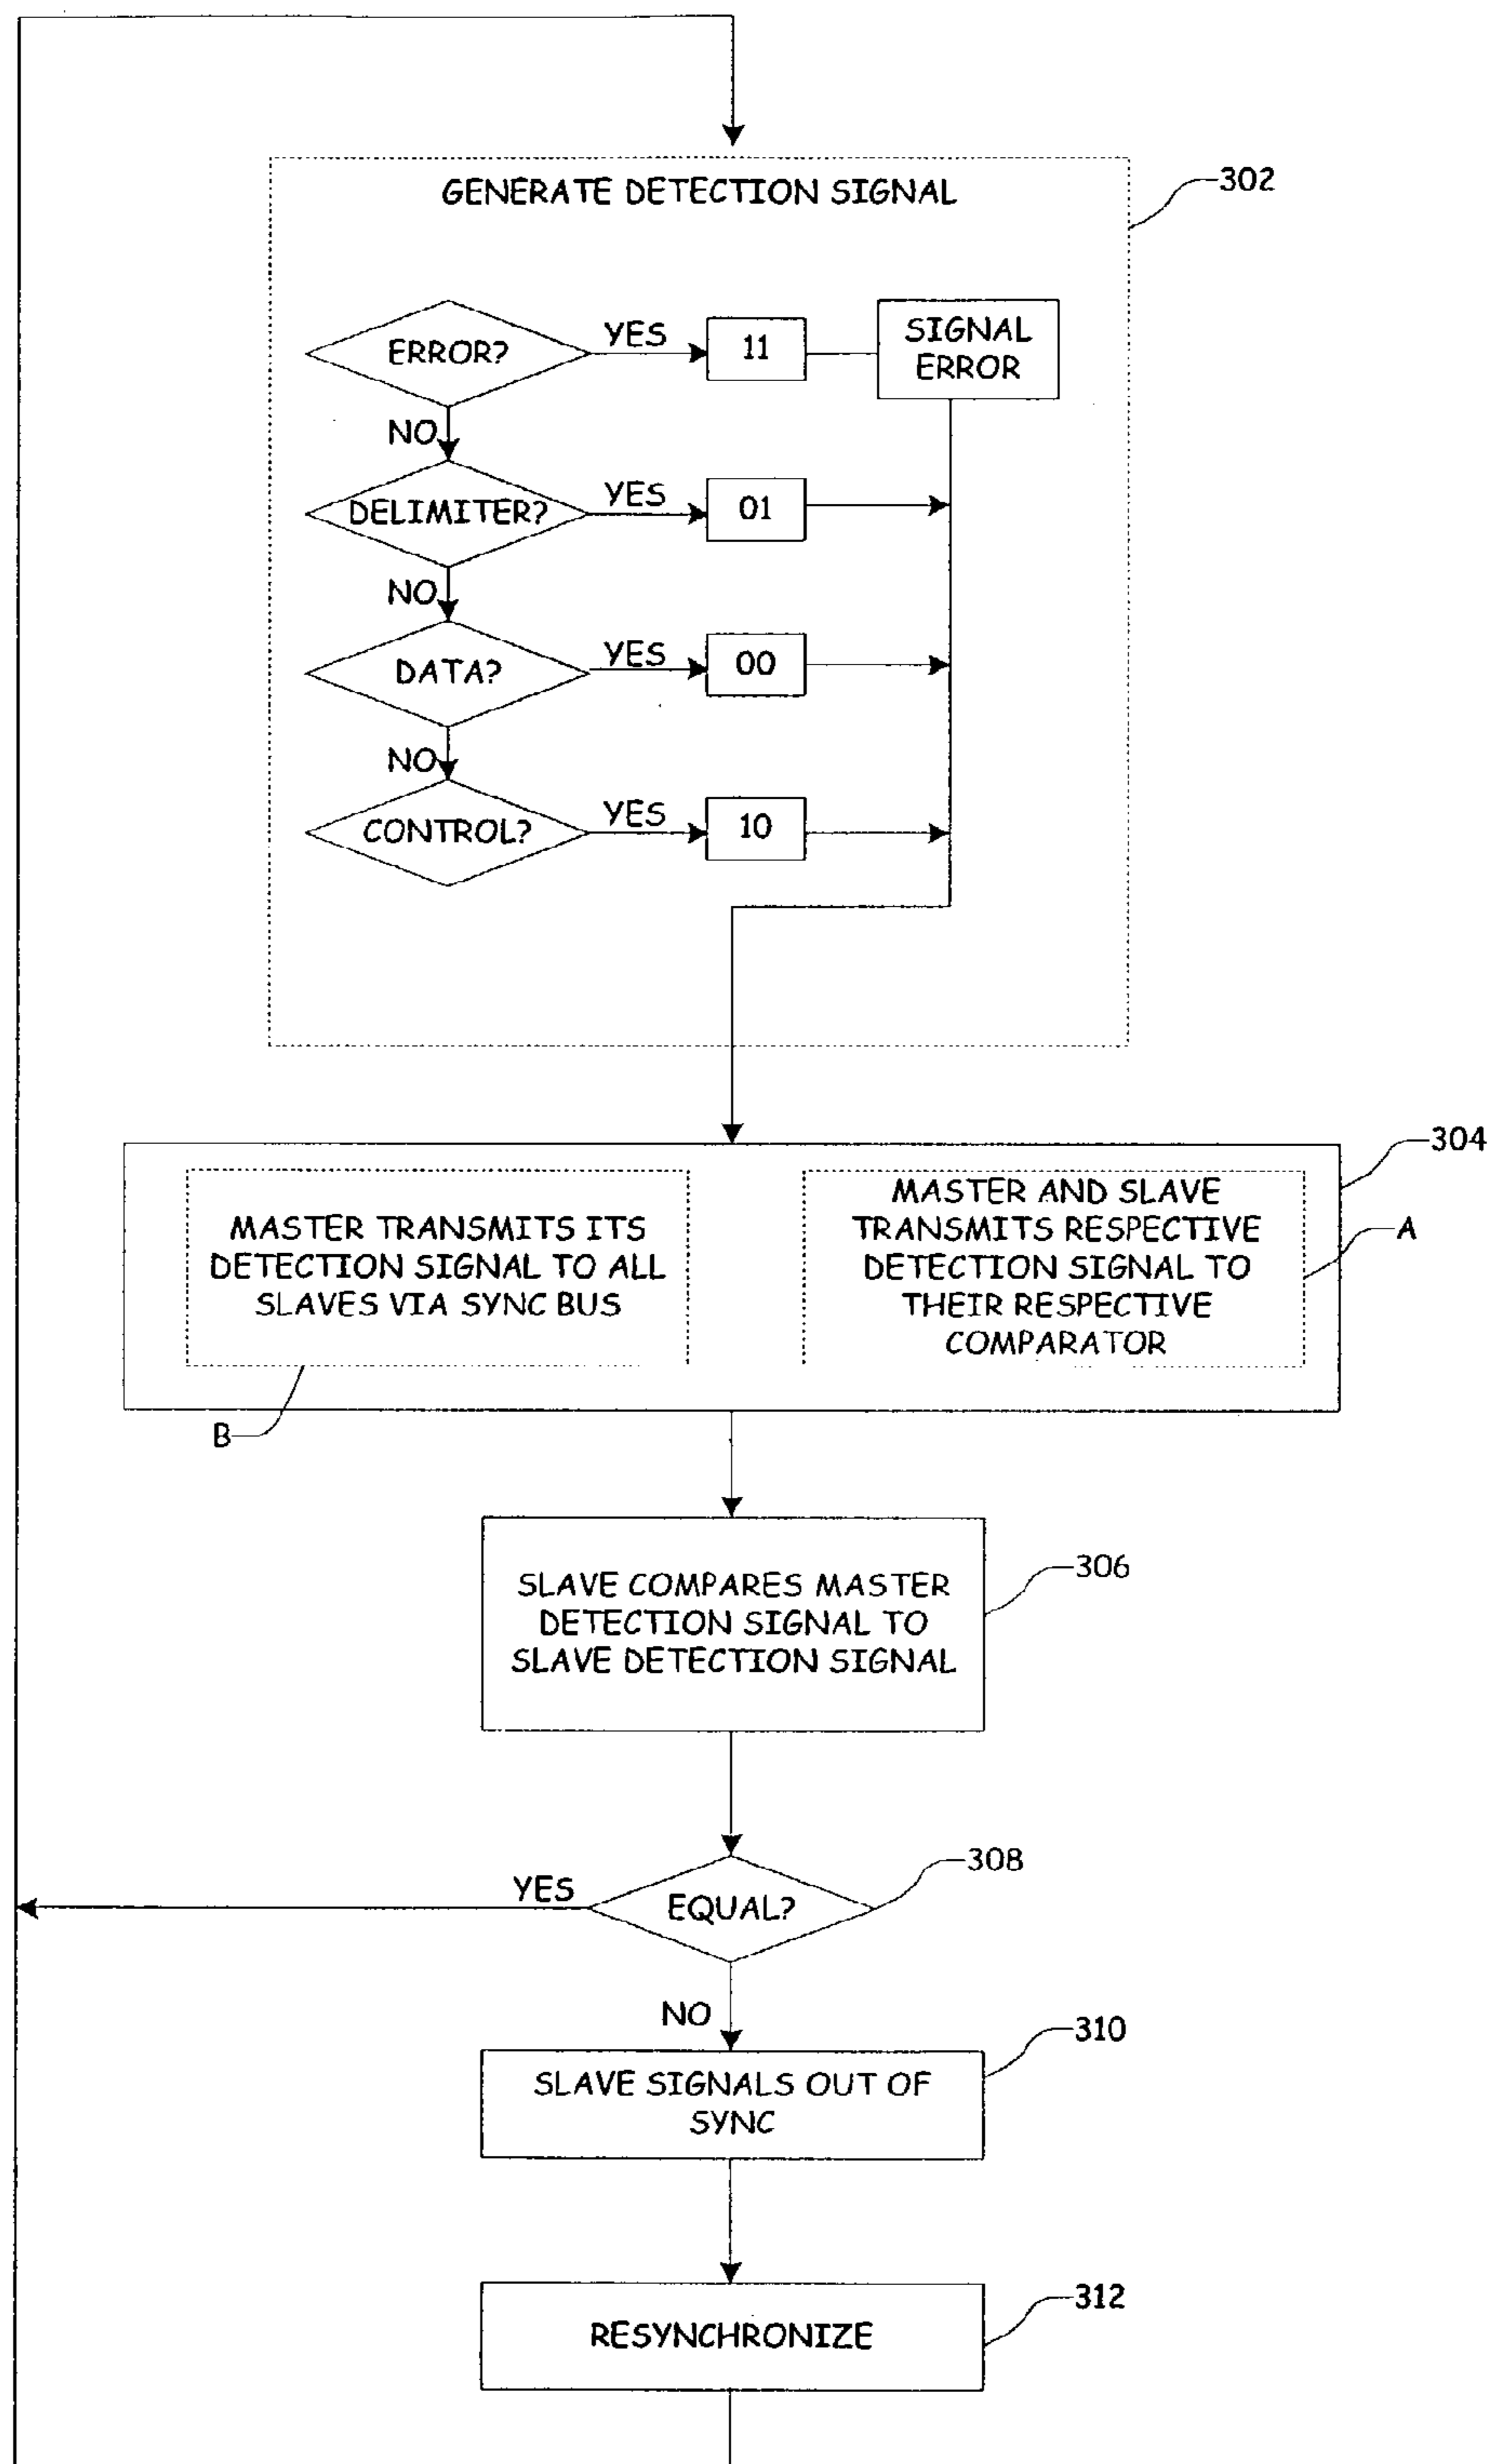 GENERATE DETECTION SIGNAL
302
ERROR?
YES
11
SIGNAL
ERROR
NO
DELIMITER?
YES
01
NO
DATA?
YES
00
NO
CONTROL?
YES
10
304
MASTER TRANSMITS ITS
DETECTION SIGNAL TO ALL
SLAVES VIA SYNC BUS
B
MASTER AND SLAVE
TRANSMITS RESPECTIVE
DETECTION SIGNAL TO
THEIR RESPECTIVE
COMPARATOR
A
SLAVE COMPARES MASTER
DETECTION SIGNAL TO
SLAVE DETECTION SIGNAL
306
EQUAL?
308
YES
NO
SLAVE SIGNALS OUT OF
SYNC
310
RESYNCHRONIZE
312